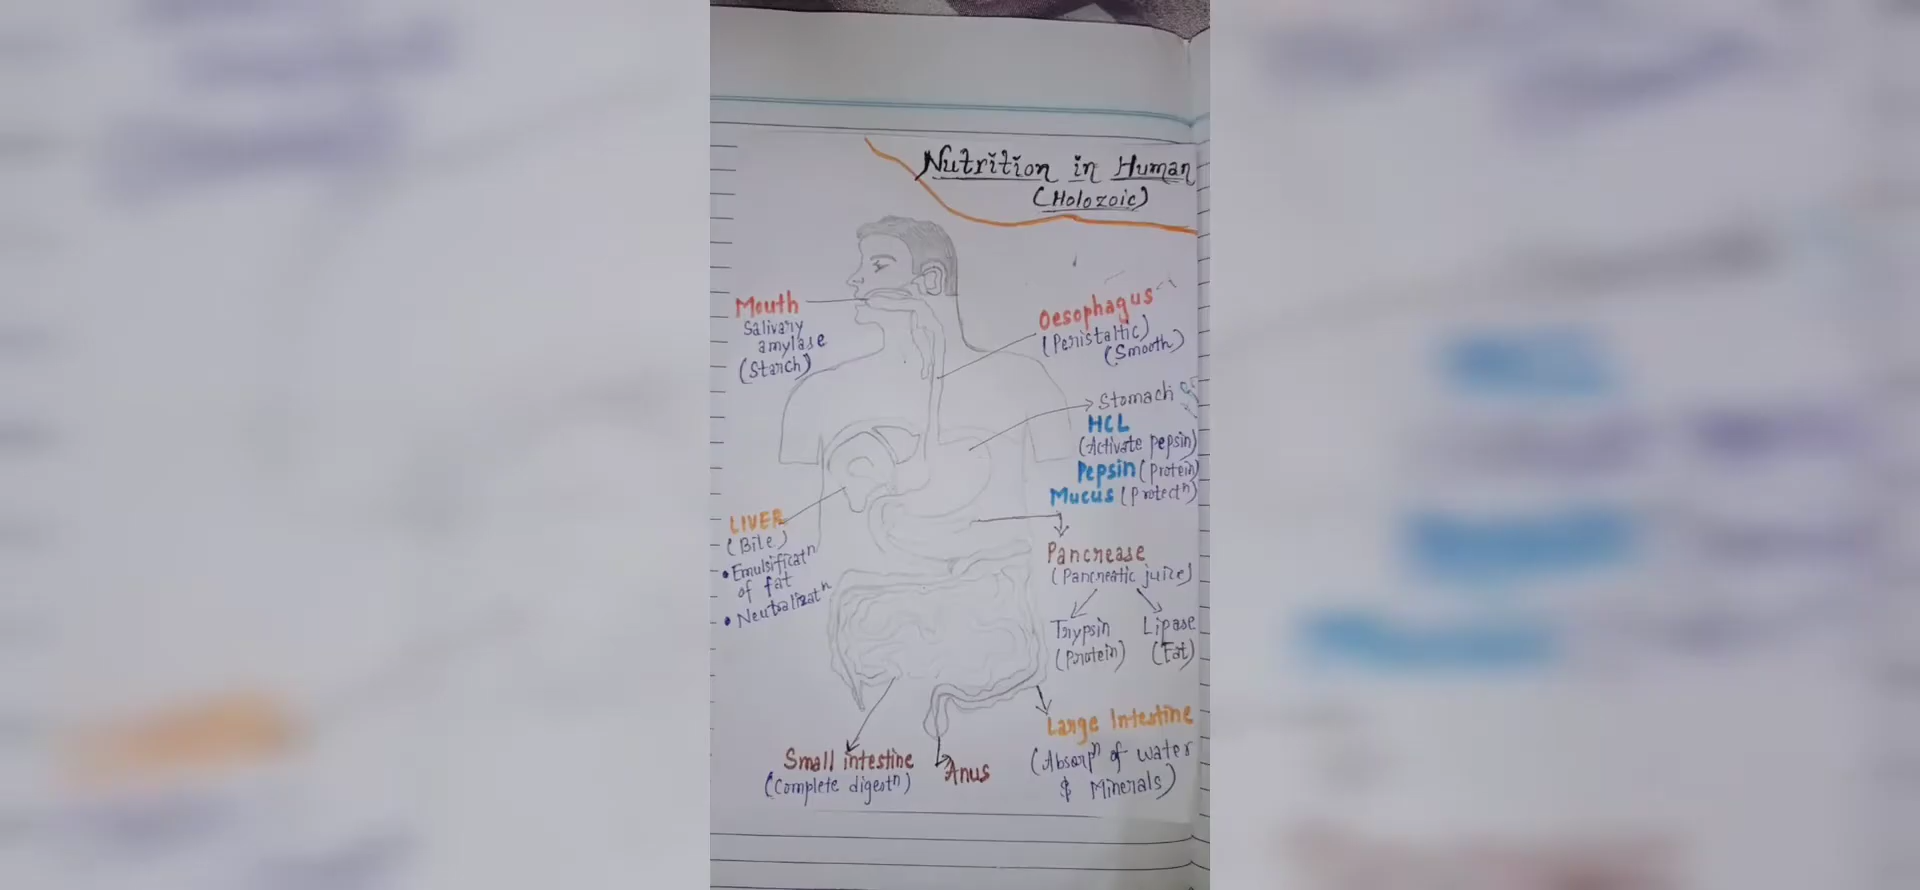 Nutrition in Human
(Holozoic)
Mouth
Salivary
amylase
(Starch)
Oesophagus
(Peristaltic)
(Smooth)
Stomach
HCL
(Activate pepsin)
Pepsin (Protein)
Mucus (Protectⁿ)
LIVER
(Bile)
• Emulsificatⁿ
of fat
• Neutralizatⁿ
Pancrease
(Pancreatic juice)
Trypsin
(Protein)
Lipase
(Fat)
Large Intestine
(Absorpⁿ of water
& Minerals)
Small intestine
(Complete digestⁿ)
Anus